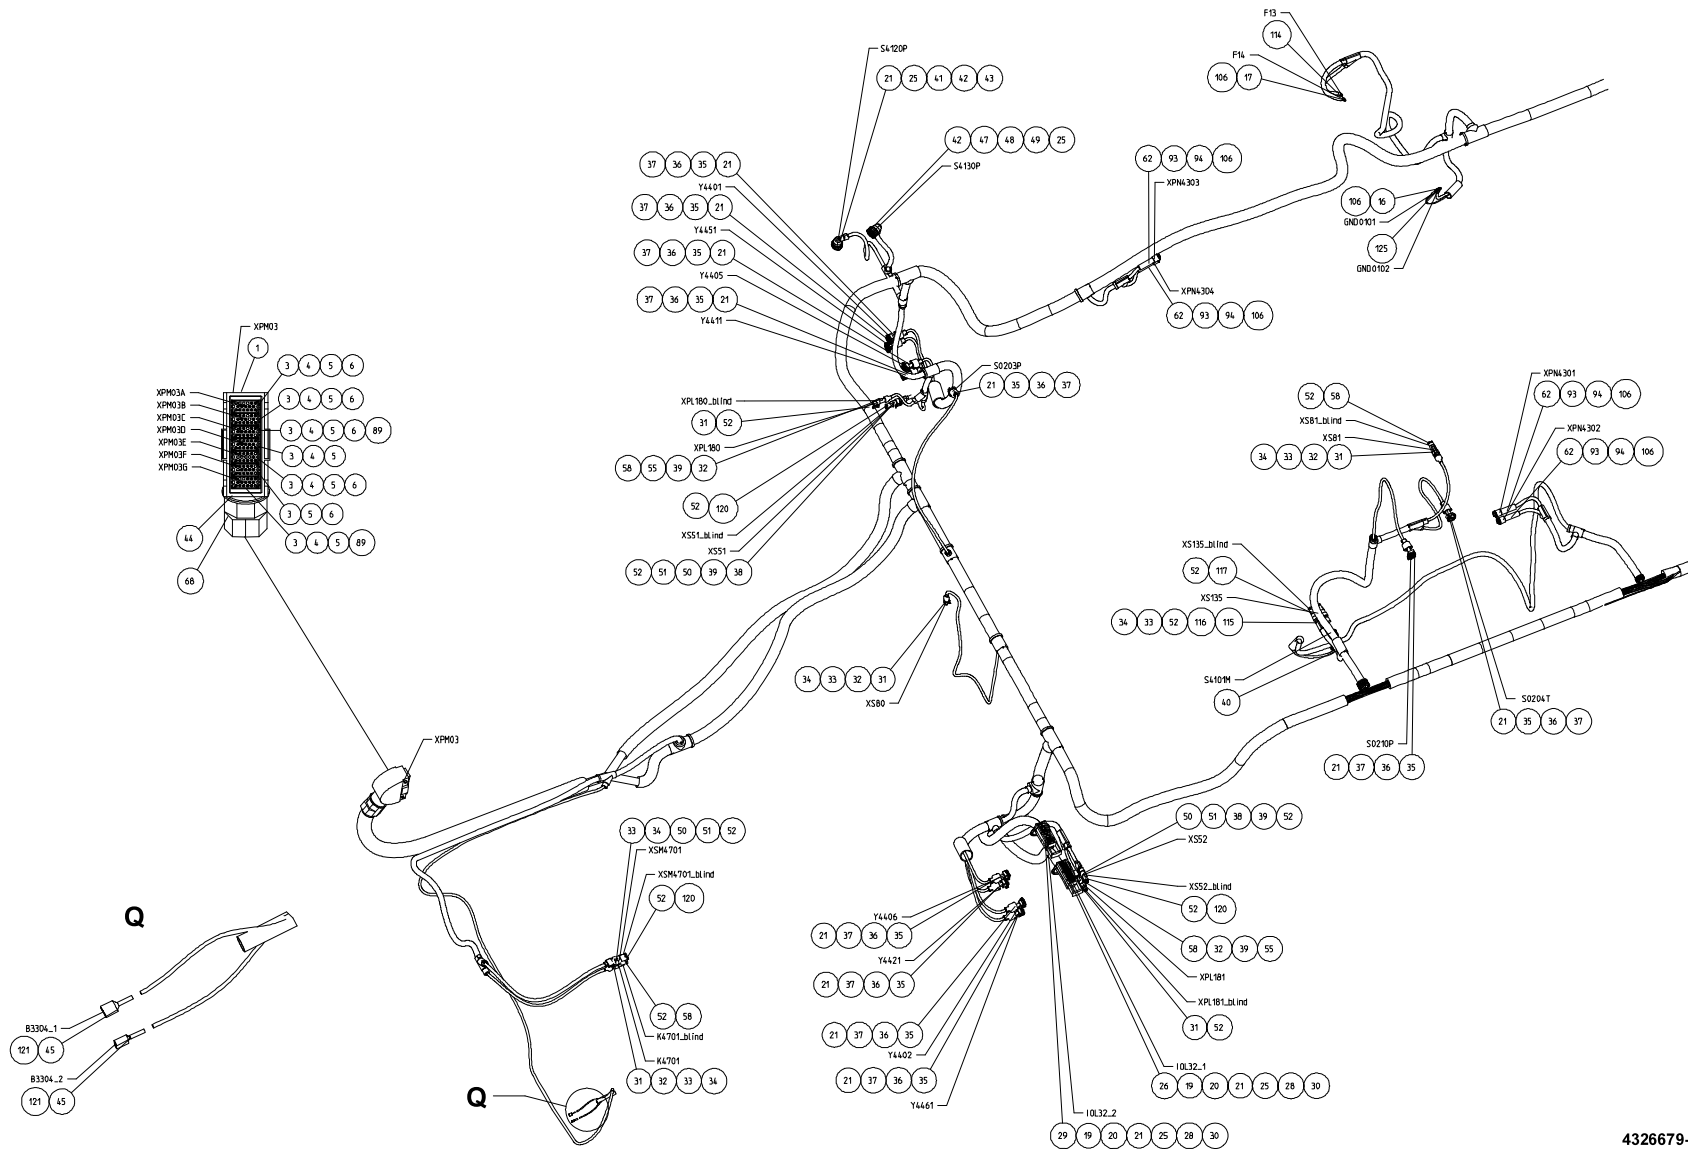 F13
114
F14
106 17
S4120P
21 25 41 42 43
42 47 48 49 25
S4130P
37 36 35 21
Y4401
37 36 35 21
Y4451
37 36 35 21
Y4405
37 36 35 21
Y4411
62 93 94 106
XPN4303
XPN4304
62 93 94 106
106 16
GND0101
125
GND0102
XPM03
1
3 4 5 6
XPM03A
XPM03B
XPM03C
XPM03D
XPM03E
XPM03F
XPM03G
3 4 5 6
3 4 5 6 89
3 4 5
3 4 5 6
3 5 6
3 4 5 89
44
68
S0203P
21 35 36 37
XPL180_blind
31 52
XPL180
58 55 39 32
52 120
XS51_blind
XS51
52 51 50 39 38
XPN4301
62 93 94 106
XPN4302
62 93 94 106
52 58
XS81_blind
XS81
34 33 32 31
XS135_blind
52 117
XS135
34 33 52 116 115
S4101M
40
S0204T
21 35 36 37
S0210P
21 37 36 35
34 33 32 31
XS80
XPM03
33 34 50 51 52
XSM4701
XSM4701_blind
52 120
52 58
K4701_blind
K4701
31 32 33 34
50 51 38 39 52
XS52
XS52_blind
52 120
58 32 39 55
XPL181
XPL181_blind
31 52
Y4406
21 37 36 35
Y4421
21 37 36 35
21 37 36 35
Y4402
21 37 36 35
Y4461
IOL32_1
26 19 20 21 25 28 30
IOL32_2
29 19 20 21 25 28 30
Q
B3304_1
121 45
B3304_2
121 45
Q
4326679-